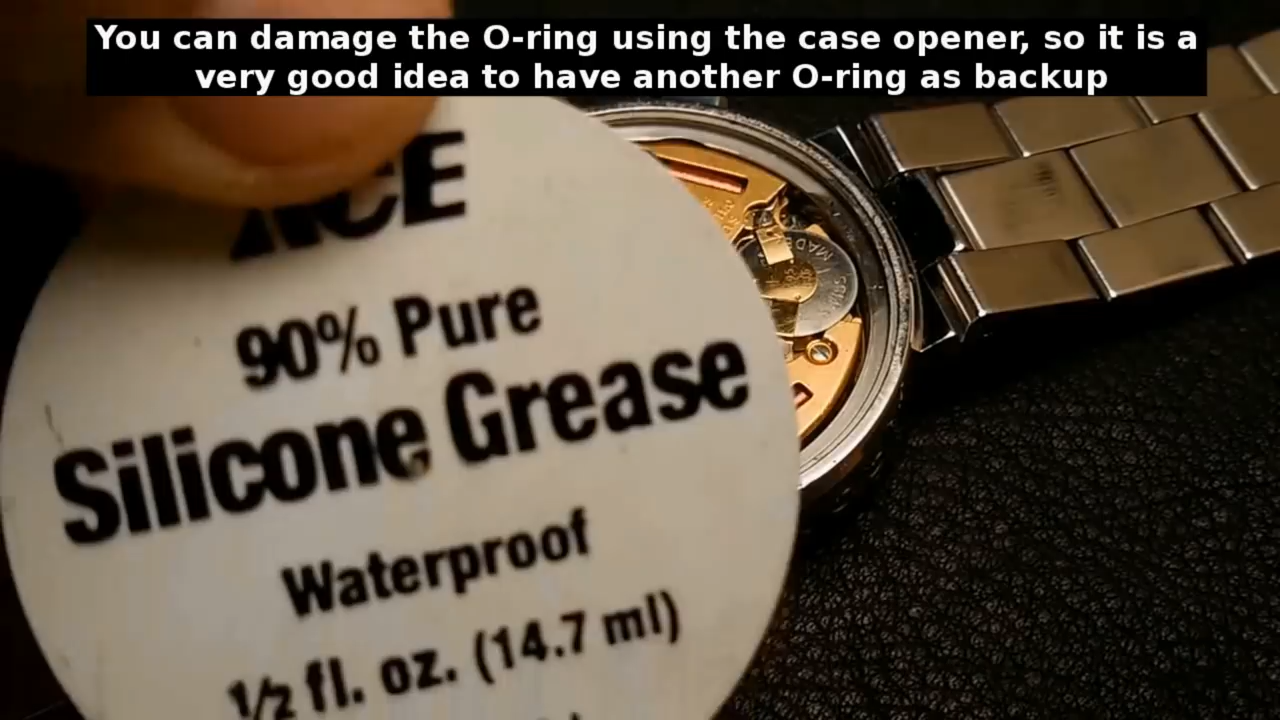 You can damage the O-ring using the case opener, so it is a
very good idea to have another O-ring as backup
ACE
90% Pure
Silicone Grease
Waterproof
1/2 fl. oz. (14.7 ml)
MAD